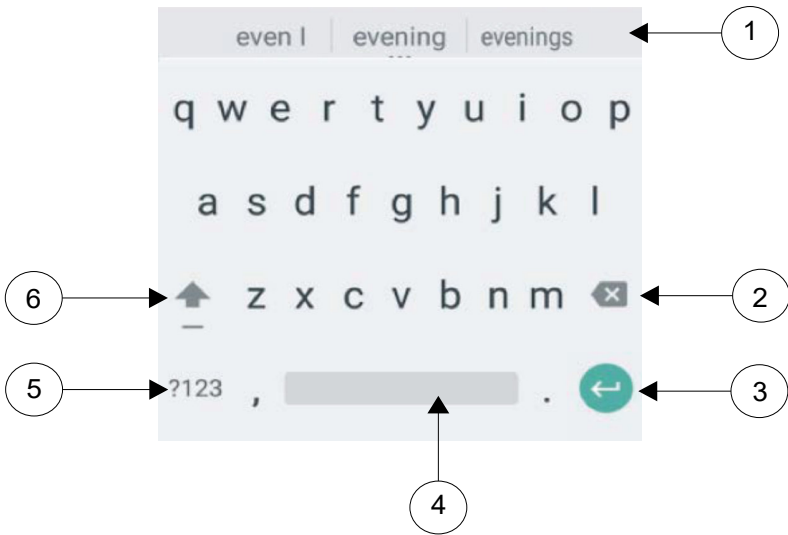 even I evening evenings 1
...
q w e r t y u i o p
a s d f g h j k l
6 z x c v b n m 2
5 ?123 , . 3
4